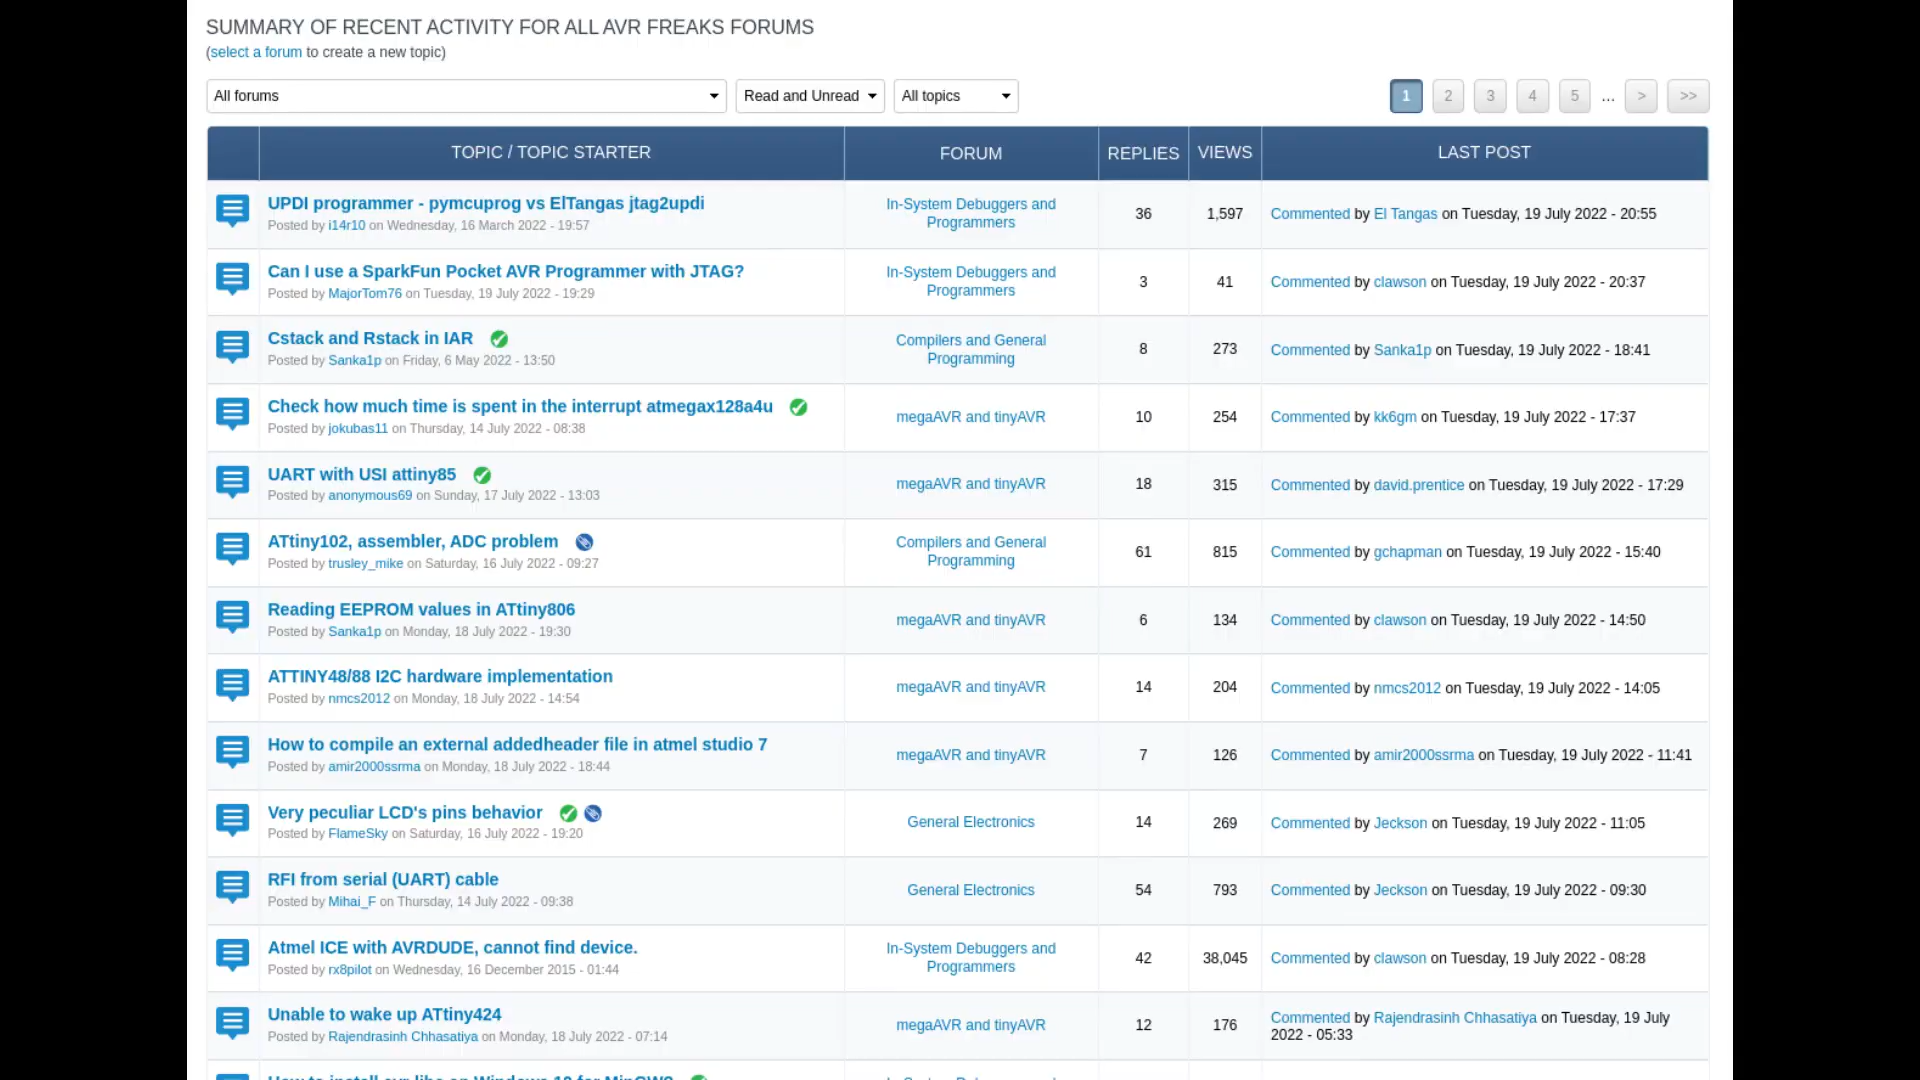 SUMMARY OF RECENT ACTIVITY FOR ALL AVR FREAKS FORUMS
(select a forum to create a new topic)
All forums Read and Unread All topics 1 2 3 4 5 ... > >>
TOPIC / TOPIC STARTER FORUM REPLIES VIEWS LAST POST
UPDI programmer - pymcuprog vs ElTangas jtag2updi
Posted by i14r10 on Wednesday, 16 March 2022 - 19:57
In-System Debuggers and
Programmers
36 1,597 Commented by El Tangas on Tuesday, 19 July 2022 - 20:55
Can I use a SparkFun Pocket AVR Programmer with JTAG?
Posted by MajorTom76 on Tuesday, 19 July 2022 - 19:29
In-System Debuggers and
Programmers
3 41 Commented by clawson on Tuesday, 19 July 2022 - 20:37
Cstack and Rstack in IAR
Posted by Sanka1p on Friday, 6 May 2022 - 13:50
Compilers and General
Programming
8 273 Commented by Sanka1p on Tuesday, 19 July 2022 - 18:41
Check how much time is spent in the interrupt atmegax128a4u
Posted by jokubas11 on Thursday, 14 July 2022 - 08:38
megaAVR and tinyAVR
10 254 Commented by kk6gm on Tuesday, 19 July 2022 - 17:37
UART with USI attiny85
Posted by anonymous69 on Sunday, 17 July 2022 - 13:03
megaAVR and tinyAVR
18 315 Commented by david.prentice on Tuesday, 19 July 2022 - 17:29
ATtiny102, assembler, ADC problem
Posted by trusley_mike on Saturday, 16 July 2022 - 09:27
Compilers and General
Programming
61 815 Commented by gchapman on Tuesday, 19 July 2022 - 15:40
Reading EEPROM values in ATtiny806
Posted by Sanka1p on Monday, 18 July 2022 - 19:30
megaAVR and tinyAVR
6 134 Commented by clawson on Tuesday, 19 July 2022 - 14:50
ATTINY48/88 I2C hardware implementation
Posted by nmcs2012 on Monday, 18 July 2022 - 14:54
megaAVR and tinyAVR
14 204 Commented by nmcs2012 on Tuesday, 19 July 2022 - 14:05
How to compile an external addedheader file in atmel studio 7
Posted by amir2000ssrma on Monday, 18 July 2022 - 18:44
megaAVR and tinyAVR
7 126 Commented by amir2000ssrma on Tuesday, 19 July 2022 - 11:41
Very peculiar LCD's pins behavior
Posted by FlameSky on Saturday, 16 July 2022 - 19:20
General Electronics
14 269 Commented by Jeckson on Tuesday, 19 July 2022 - 11:05
RFI from serial (UART) cable
Posted by Mihai_F on Thursday, 14 July 2022 - 09:38
General Electronics
54 793 Commented by Jeckson on Tuesday, 19 July 2022 - 09:30
Atmel ICE with AVRDUDE, cannot find device.
Posted by rx8pilot on Wednesday, 16 December 2015 - 01:44
In-System Debuggers and
Programmers
42 38,045 Commented by clawson on Tuesday, 19 July 2022 - 08:28
Unable to wake up ATtiny424
Posted by Rajendrasinh Chhasatiya on Monday, 18 July 2022 - 07:14
megaAVR and tinyAVR
12 176 Commented by Rajendrasinh Chhasatiya on Tuesday, 19 July
2022 - 05:33